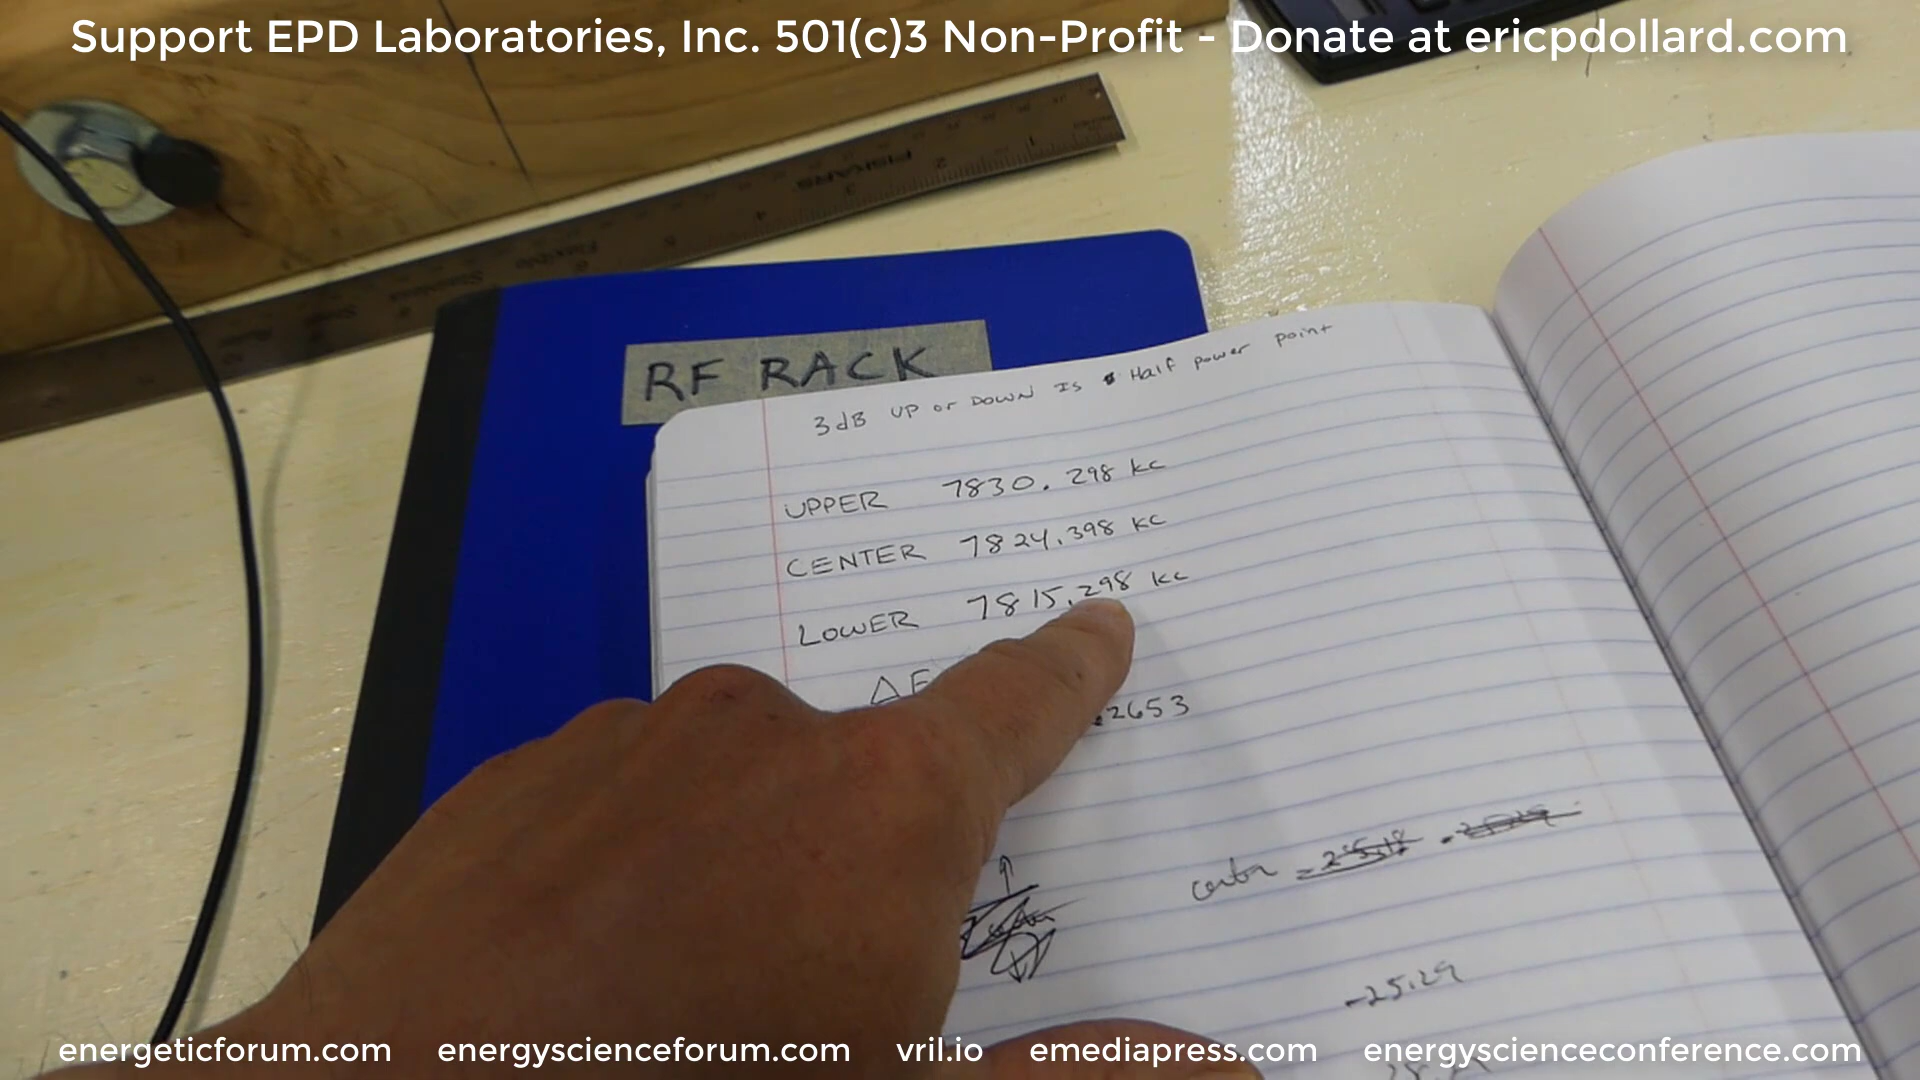 Support EPD Laboratories, Inc. 501(c)3 Non-Profit - Donate at ericpdollard.com
FISKARS
RF RACK
3dB UP or DOWN Is Half power point
UPPER 7830.298 KC
CENTER 7824.398 KC
LOWER 7815.298 KC
ΔF
.2653
-25.29
energeticforum.com energyscienceforum.com vril.io emediapress.com energyscienceconference.com